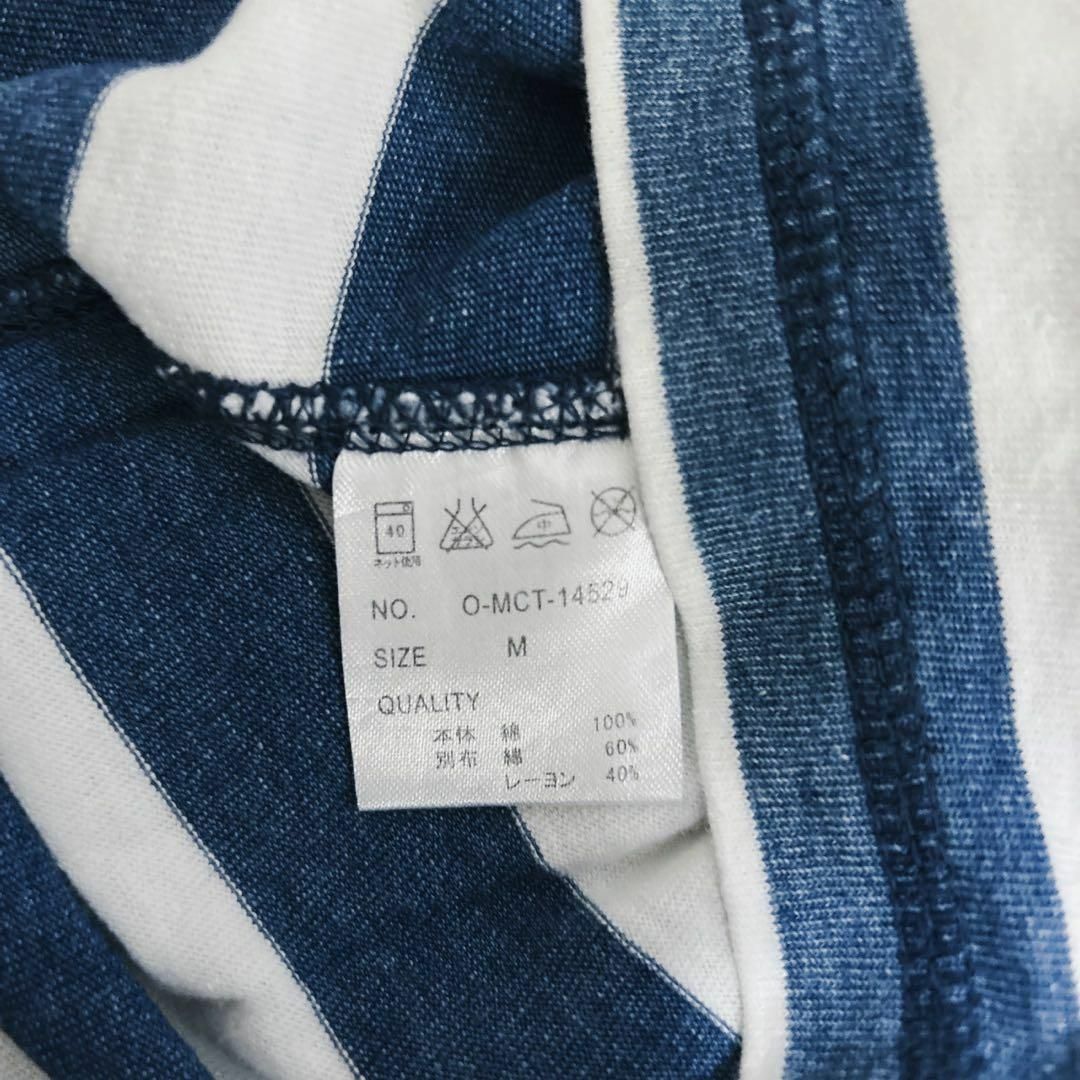 40 中
ネット使用
NO. O-MCT-14529
SIZE M
QUALITY
本体 綿 100%
別布 綿 60%
レーヨン 40%